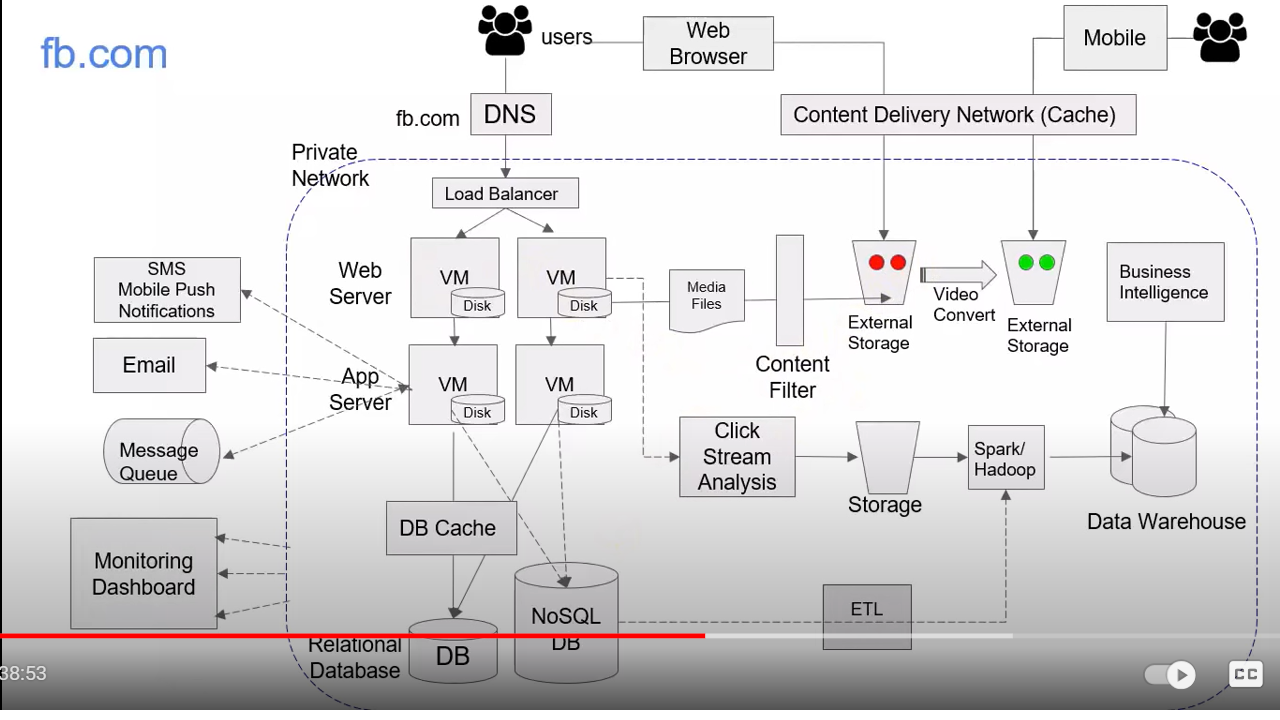 fb.com
users
Web
Browser
Mobile
fb.com
DNS
Content Delivery Network (Cache)
Private
Network
Load Balancer
Web
Server
VM
Disk
VM
Disk
SMS
Mobile Push
Notifications
Media
Files
Content
Filter
External
Storage
Video
Convert
External
Storage
Business
Intelligence
Email
App
Server
VM
Disk
VM
Disk
Message
Queue
Click
Stream
Analysis
Storage
Spark/
Hadoop
Data Warehouse
DB Cache
Monitoring
Dashboard
NoSQL
DB
ETL
Relational
Database
DB
38:53
CC